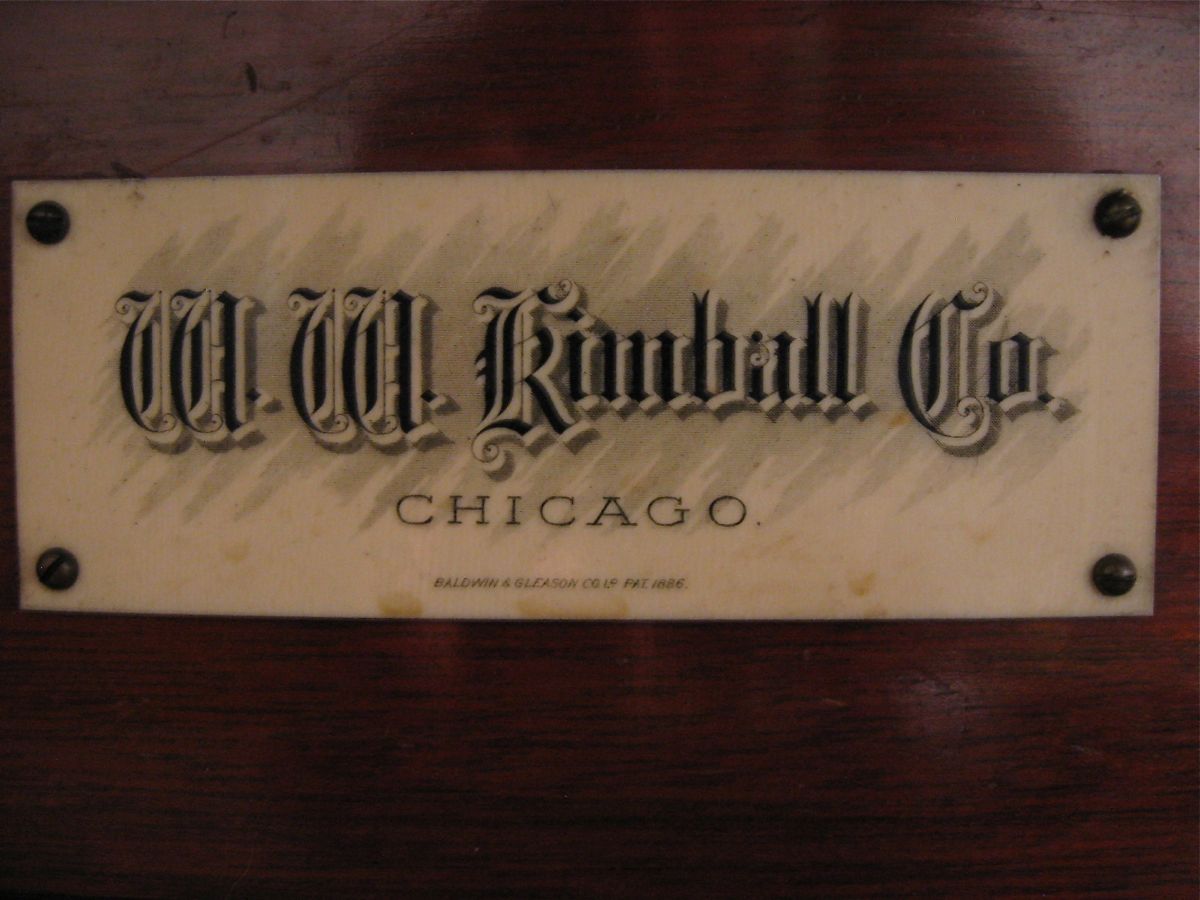 W. W. Kimball Co.
CHICAGO.
BALDWIN & GLEASON CO. LD PAT. 1886.